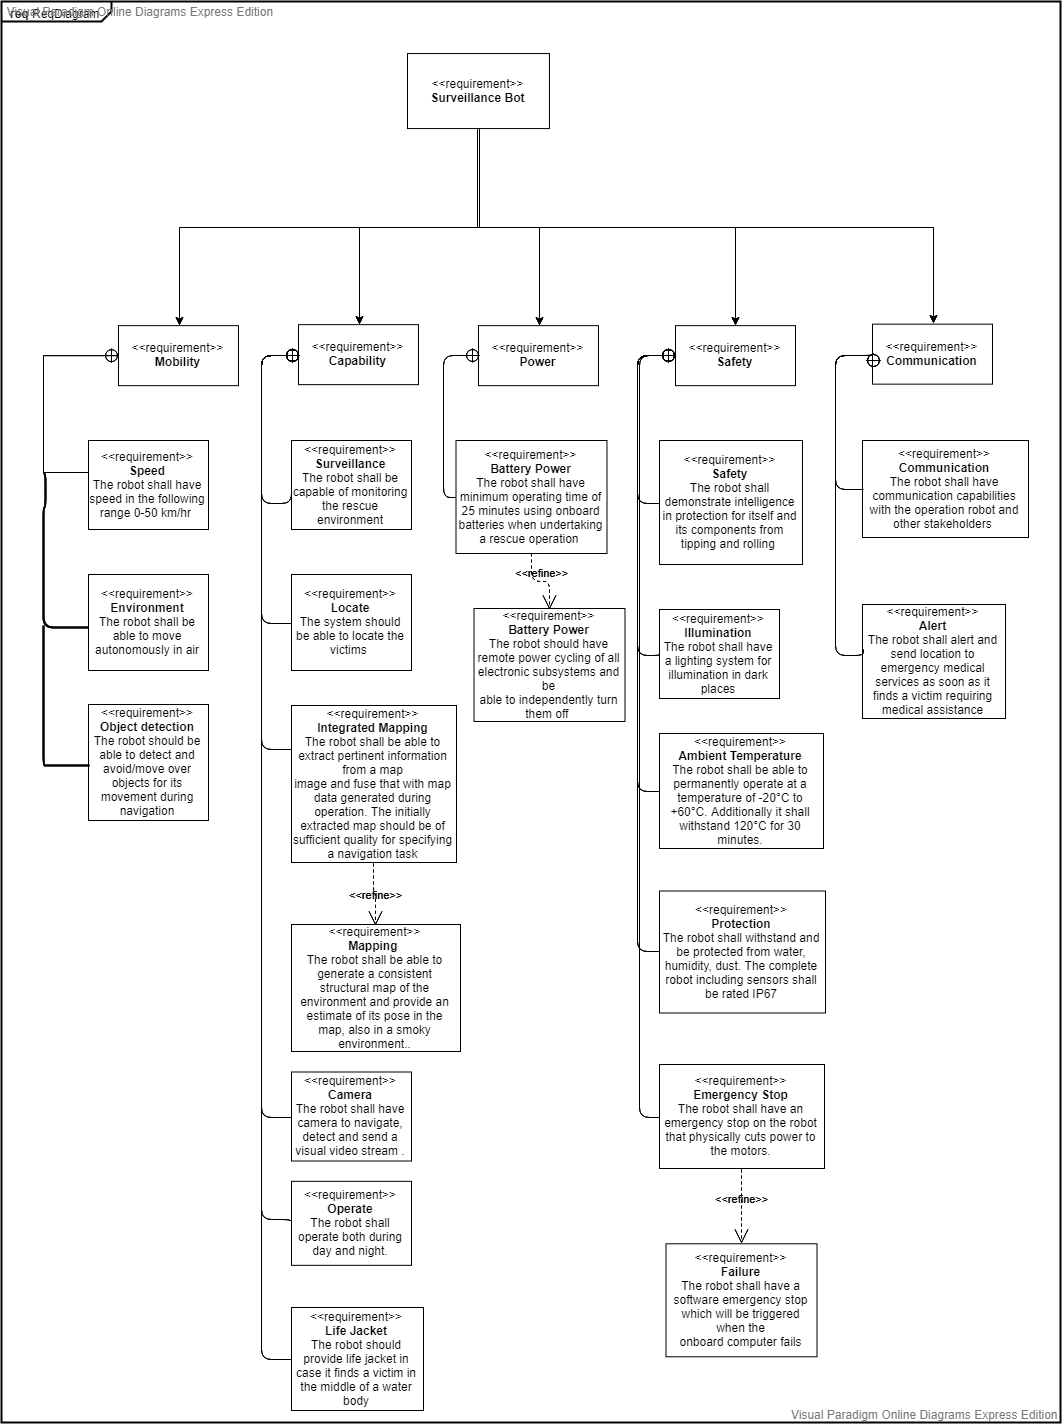 Visual Paradigm Online Diagrams Express Edition
req ReqDiagram
<<requirement>>
Surveillance Bot
<<requirement>>
Mobility
<<requirement>>
Capability
<<requirement>>
Power
<<requirement>>
Safety
<<requirement>>
Communication
<<requirement>>
Speed
The robot shall have
speed in the following
range 0-50 km/hr
<<requirement>>
Environment
The robot shall be
able to move
autonomously in air
<<requirement>>
Object detection
The robot should be
able to detect and
avoid/move over
objects for its
movement during
navigation
<<requirement>>
Surveillance
The robot shall be
capable of monitoring
the rescue
environment
<<requirement>>
Locate
The system should
be able to locate the
victims
<<requirement>>
Integrated Mapping
The robot shall be able to
extract pertinent information
from a map
image and fuse that with map
data generated during
operation. The initially
extracted map should be of
sufficient quality for specifying
a navigation task
<<refine>>
<<requirement>>
Mapping
The robot shall be able to
generate a consistent
structural map of the
environment and provide an
estimate of its pose in the
map, also in a smoky
environment..
<<requirement>>
Camera
The robot shall have
camera to navigate,
detect and send a
visual video stream .
<<requirement>>
Operate
The robot shall
operate both during
day and night.
<<requirement>>
Life Jacket
The robot should
provide life jacket in
case it finds a victim in
the middle of a water
body
<<requirement>>
Battery Power
The robot shall have
minimum operating time of
25 minutes using onboard
batteries when undertaking
a rescue operation
<<refine>>
<<requirement>>
Battery Power
The robot should have
remote power cycling of all
electronic subsystems and
be
able to independently turn
them off
<<requirement>>
Safety
The robot shall
demonstrate intelligence
in protection for itself and
its components from
tipping and rolling
<<requirement>>
Illumination
The robot shall have
a lighting system for
illumination in dark
places
<<requirement>>
Ambient Temperature
The robot shall be able to
permanently operate at a
temperature of -20°C to
+60°C. Additionally it shall
withstand 120°C for 30
minutes.
<<requirement>>
Protection
The robot shall withstand and
be protected from water,
humidity, dust. The complete
robot including sensors shall
be rated IP67
<<requirement>>
Emergency Stop
The robot shall have an
emergency stop on the robot
that physically cuts power to
the motors.
<<refine>>
<<requirement>>
Failure
The robot shall have a
software emergency stop
which will be triggered
when the
onboard computer fails
<<requirement>>
Communication
The robot shall have
communication capabilities
with the operation robot and
other stakeholders
<<requirement>>
Alert
The robot shall alert and
send location to
emergency medical
services as soon as it
finds a victim requiring
medical assistance
Visual Paradigm Online Diagrams Express Edition